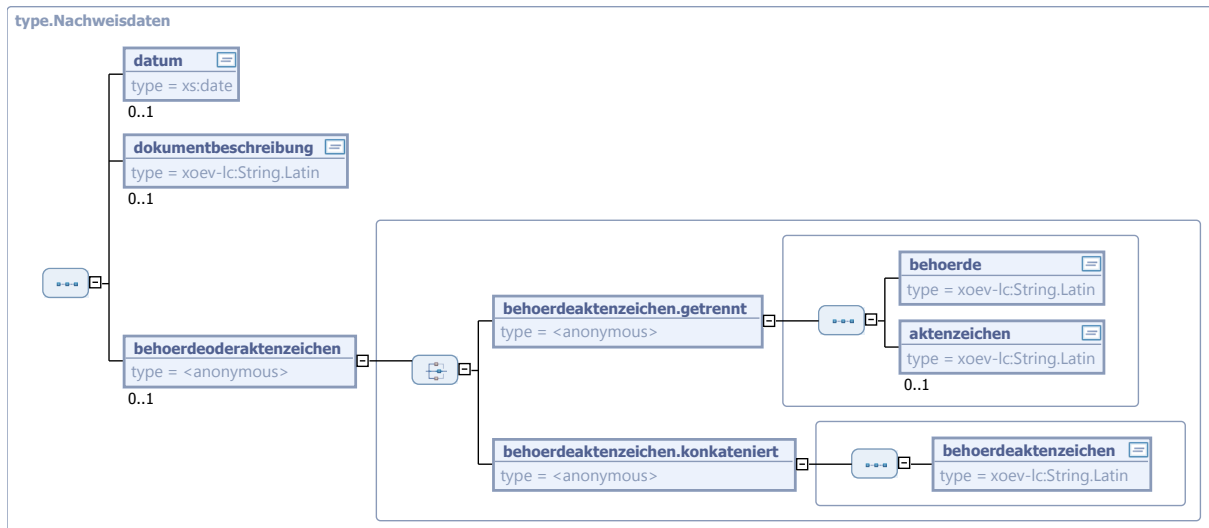 type.Nachweisdaten
datum
type = xs:date
0..1
dokumentbeschreibung
type = xoev-lc:String.Latin
0..1
behoerdeoderaktenzeichen
type = <anonymous>
0..1
behoerdeaktenzeichen.getrennt
type = <anonymous>
behoerde
type = xoev-lc:String.Latin
aktenzeichen
type = xoev-lc:String.Latin
0..1
behoerdeaktenzeichen.konkateniert
type = <anonymous>
behoerdeaktenzeichen
type = xoev-lc:String.Latin